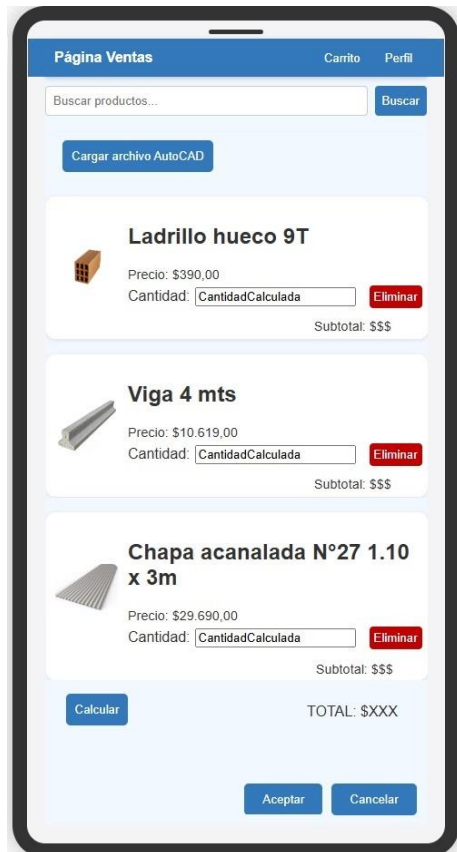 Página Ventas Carrito Perfil
Buscar productos... Buscar
Cargar archivo AutoCAD
Ladrillo hueco 9T
Precio: $390,00
Cantidad: CantidadCalculada Eliminar
Subtotal: $$$
Viga 4 mts
Precio: $10.619,00
Cantidad: CantidadCalculada Eliminar
Subtotal: $$$
Chapa acanalada N°27 1.10
x 3m
Precio: $29.690,00
Cantidad: CantidadCalculada Eliminar
Subtotal: $$$
Calcular TOTAL: $XXX
Aceptar Cancelar